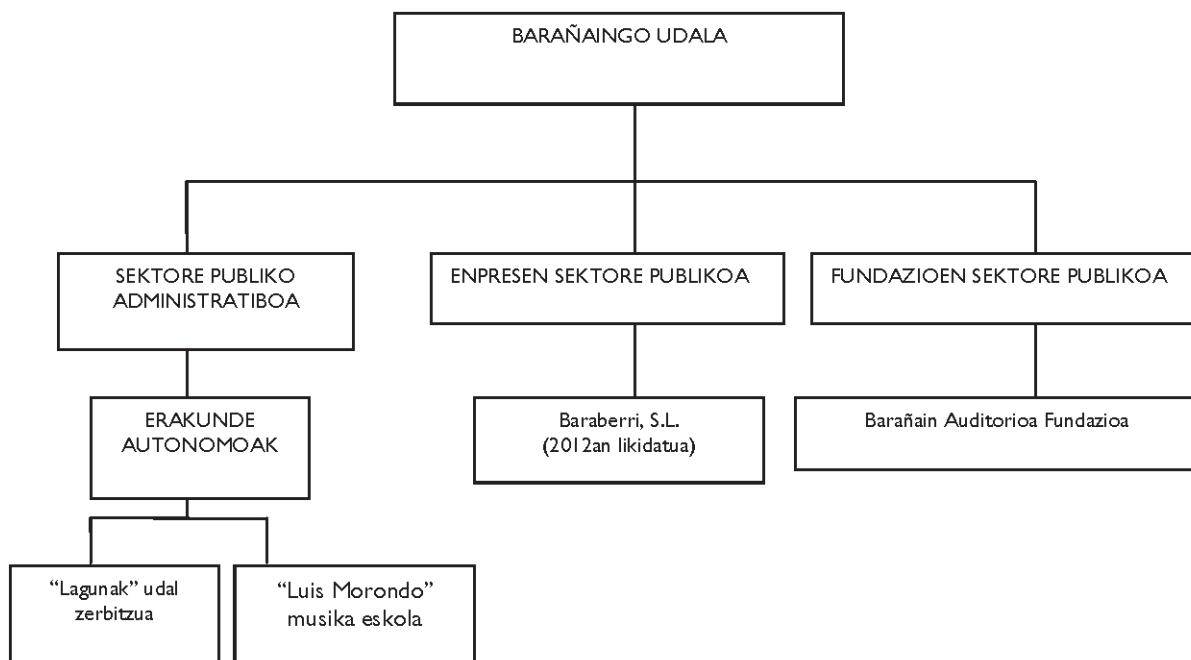 BARAÑAINGO UDALA
SEKTORE PUBLIKO
ADMINISTRATIBOA
ENPRESEN SEKTORE PUBLIKOA
FUNDAZIOEN SEKTORE PUBLIKOA
ERAKUNDE
AUTONOMOAK
Baraberri, S.L.
(2012an likidatua)
Barañain Auditorioa Fundazioa
“Lagunak” udal
zerbitzua
“Luis Morondo”
musika eskola